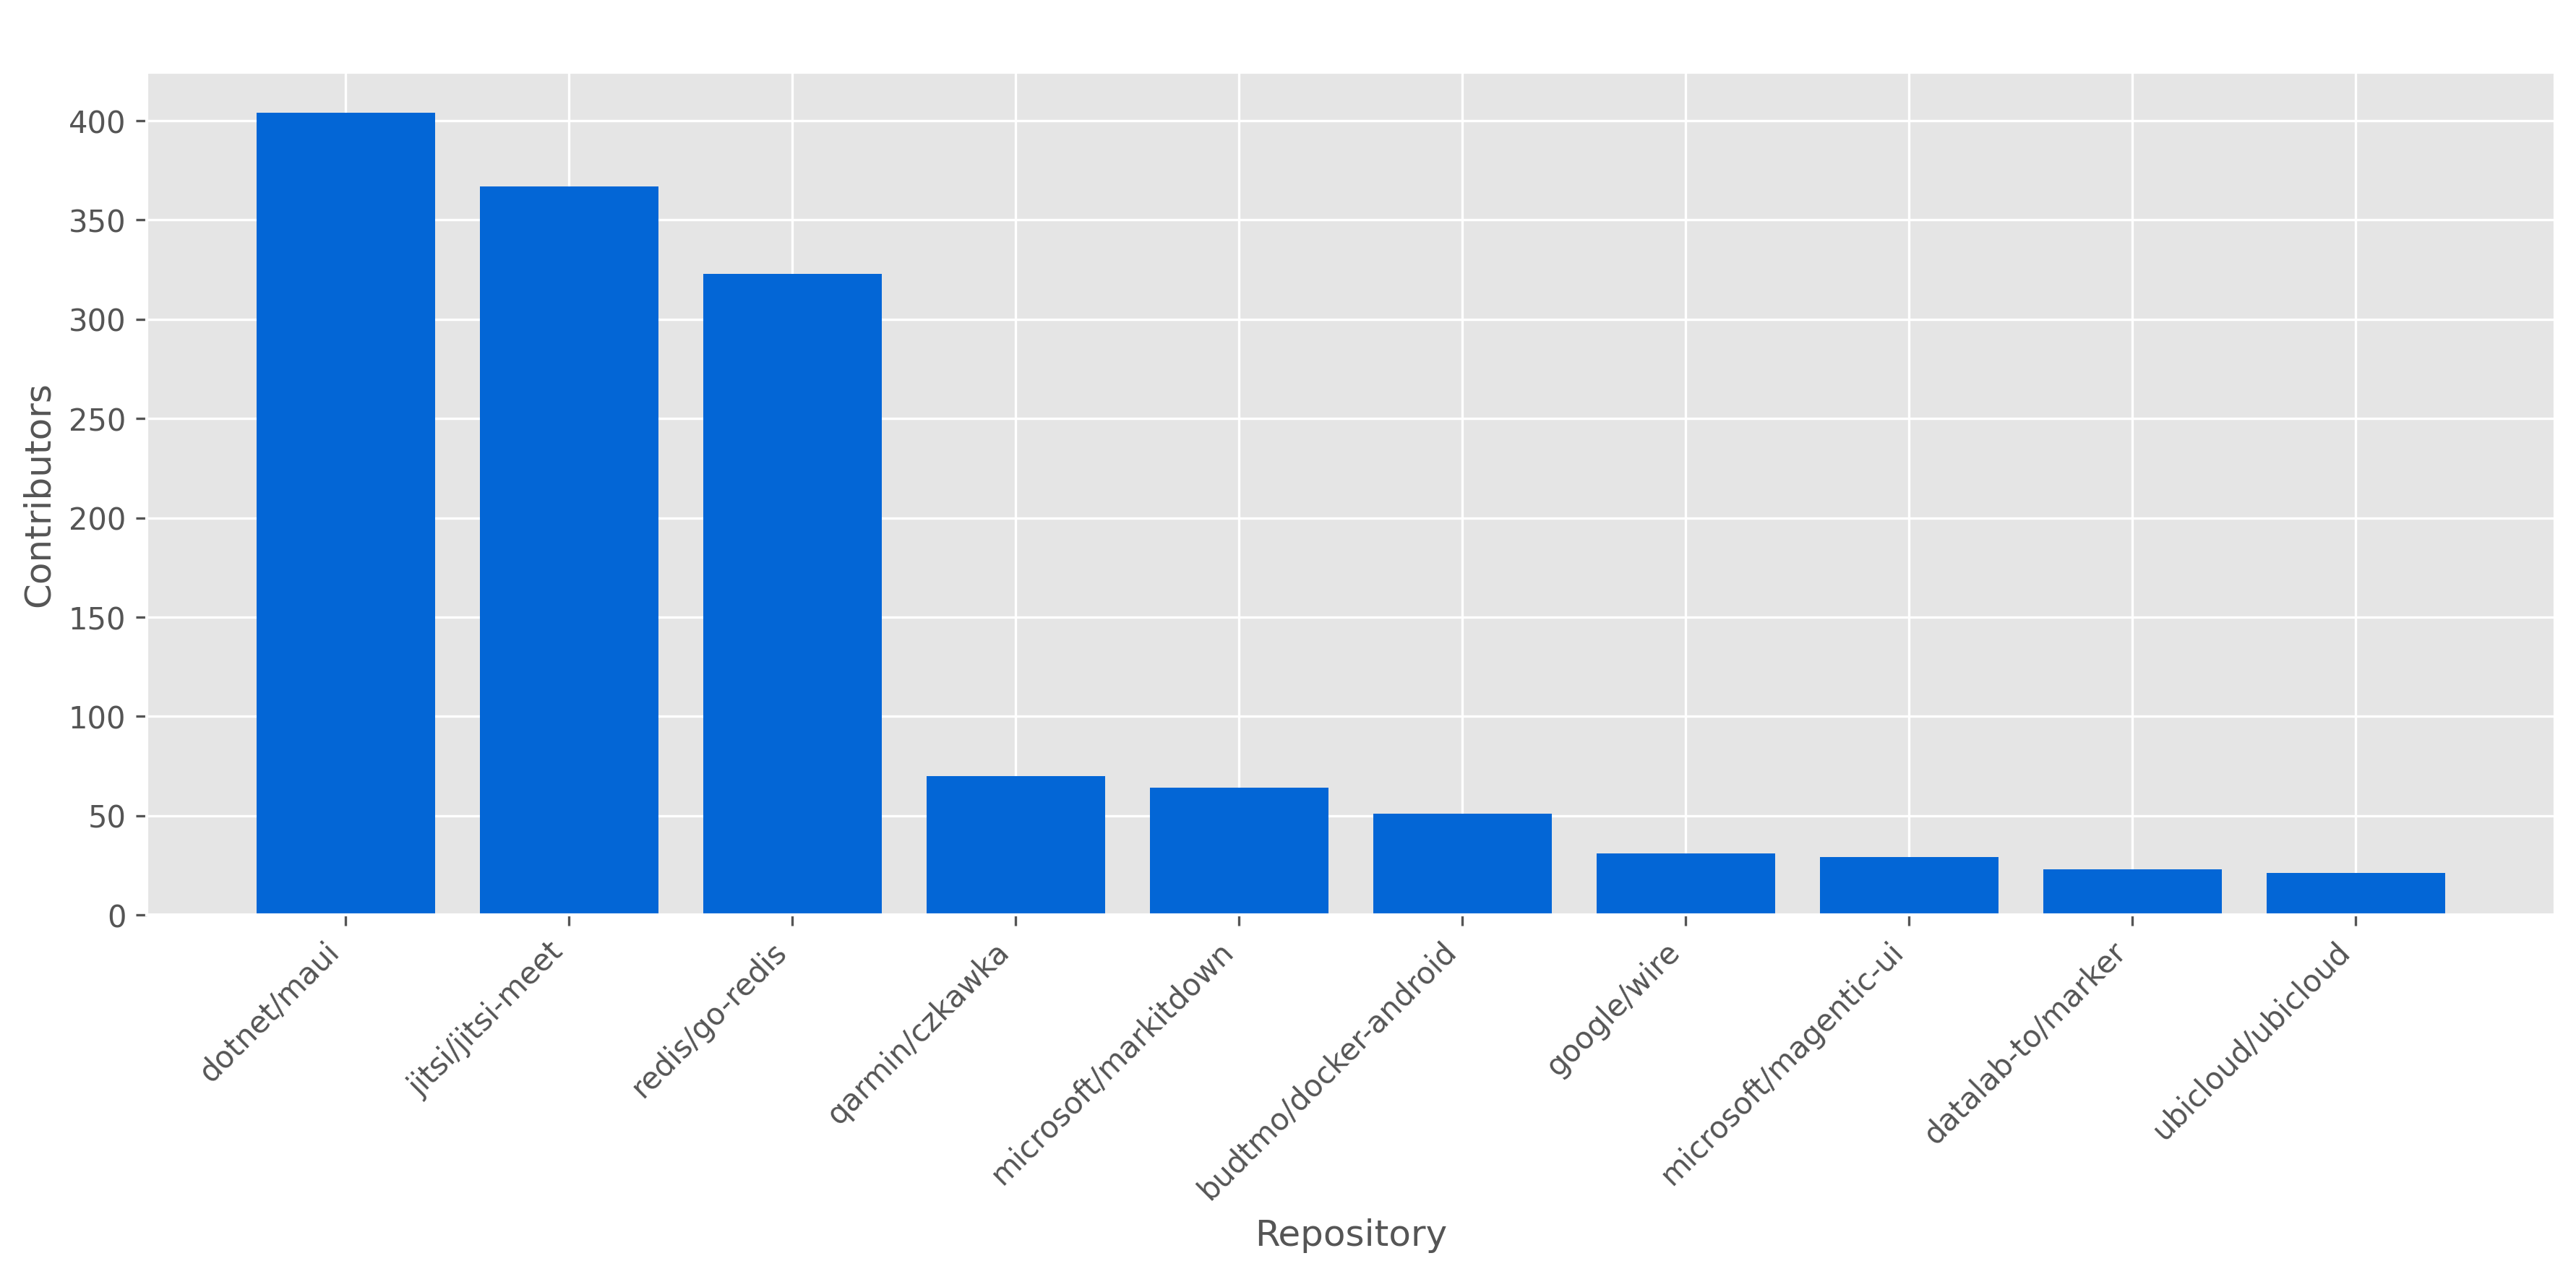 400
350
300
250
200
150
100
50
0
Contributors
dotnet/maui
jitsi/jitsi-meet
redis/go-redis
qarmin/czkawka
microsoft/markitdown
budtmo/docker-android
google/wire
microsoft/magentic-ui
datalab-to/marker
ubicloud/ubicloud
Repository